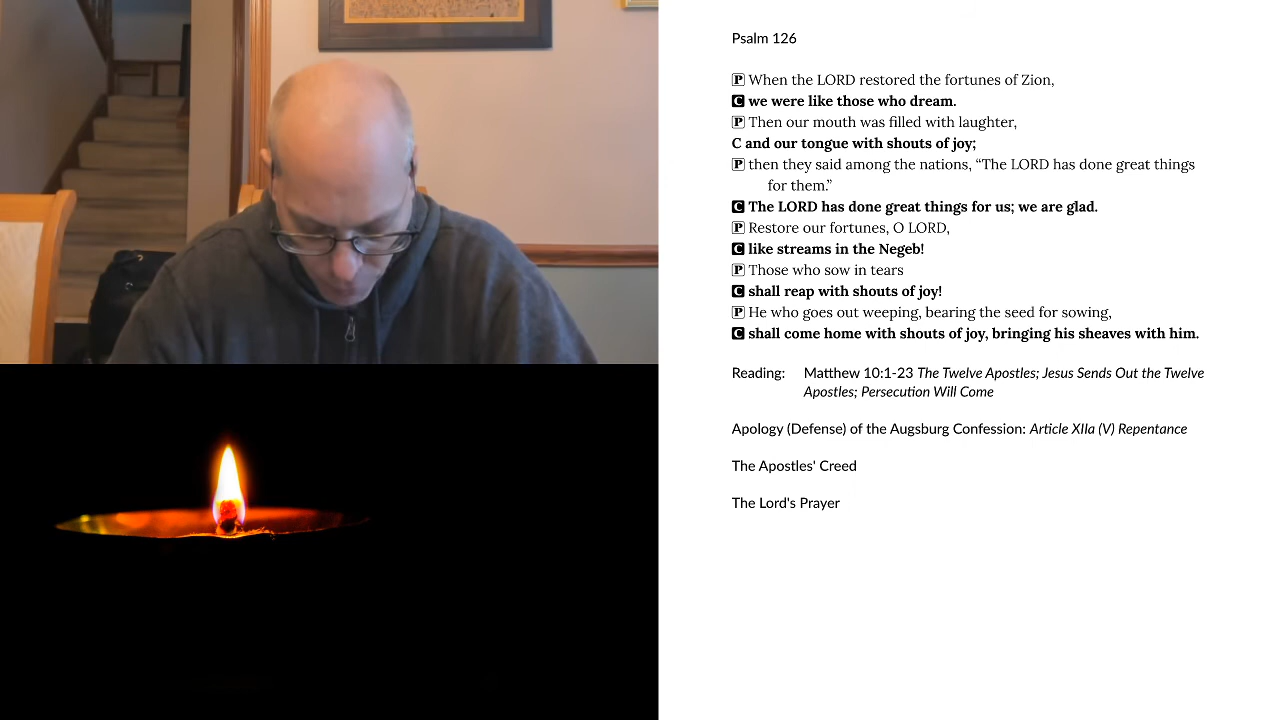 Psalm 126
P When the LORD restored the fortunes of Zion,
C we were like those who dream.
P Then our mouth was filled with laughter,
C and our tongue with shouts of joy;
P then they said among the nations, “The LORD has done great things
for them.”
C The LORD has done great things for us; we are glad.
P Restore our fortunes, O LORD,
C like streams in the Negeb!
P Those who sow in tears
C shall reap with shouts of joy!
P He who goes out weeping, bearing the seed for sowing,
C shall come home with shouts of joy, bringing his sheaves with him.
Reading: Matthew 10:1-23 The Twelve Apostles; Jesus Sends Out the Twelve
Apostles; Persecution Will Come
Apology (Defense) of the Augsburg Confession: Article XIIa (V) Repentance
The Apostles' Creed
The Lord's Prayer